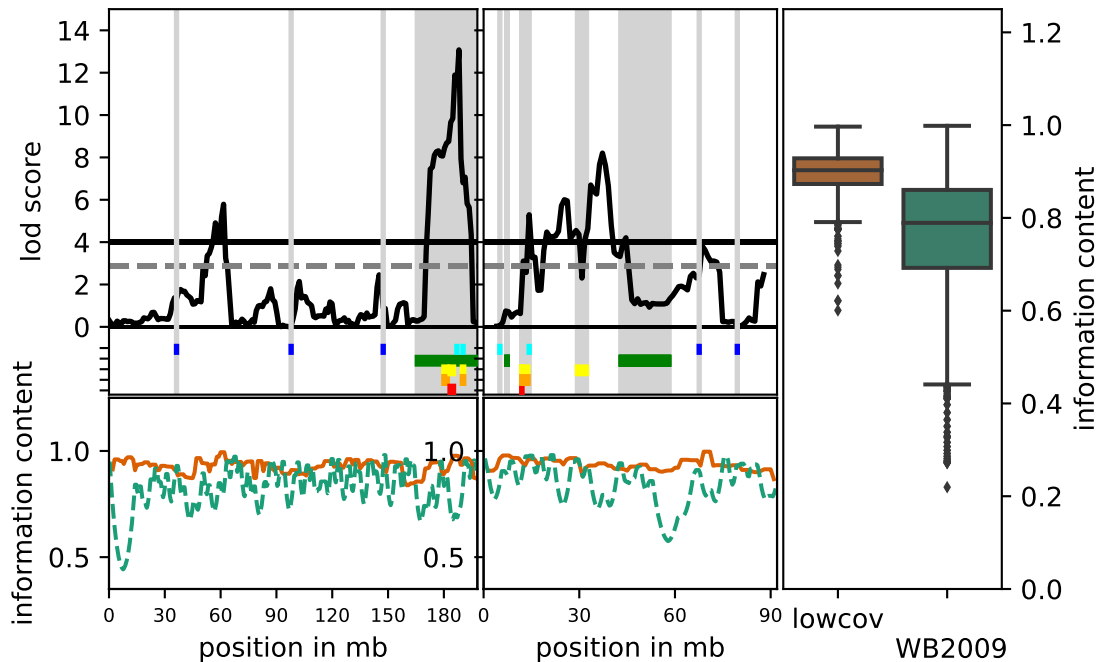 14
12
10
8
6
4
2
0
lod score
1.0
0.5
information content
0 30 60 90 120 150 180
position in mb
1.0
0.5
0 30 60 90
position in mb
1.2
1.0
0.8
0.6
0.4
0.2
0.0
information content
lowcov
WB2009